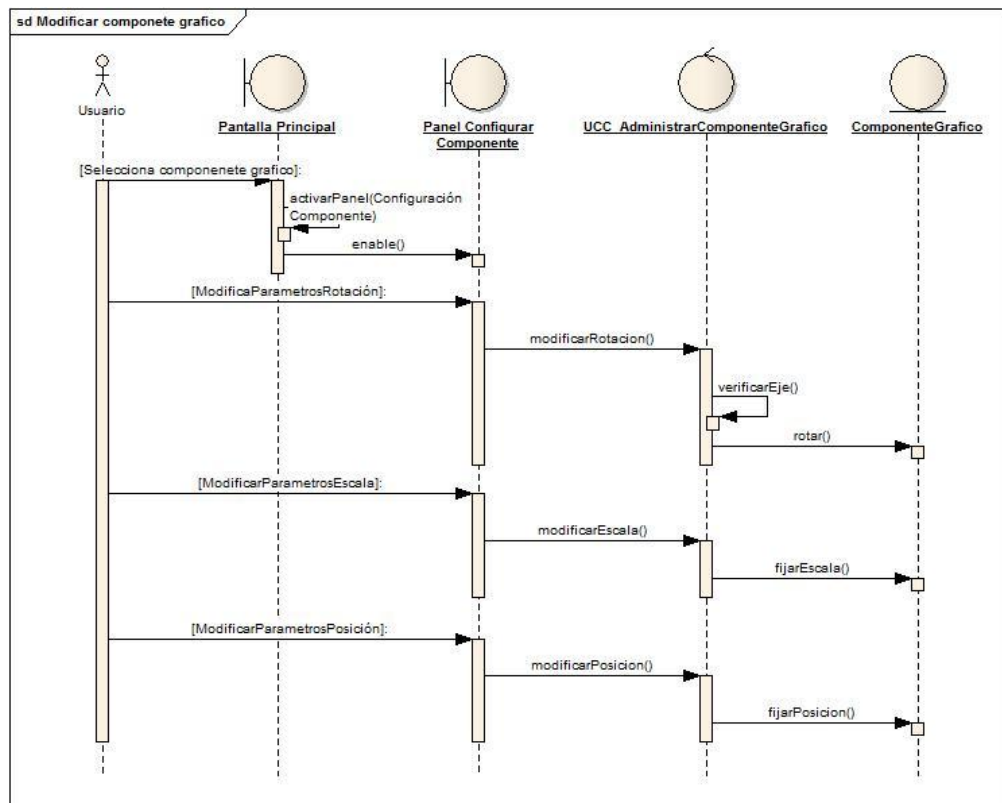 sd Modificar componete grafico
Usuario
Pantalla Principal
Panel Configurar
Componente
UCC_AdministrarComponenteGrafico
ComponenteGrafico
[Selecciona componenete grafico]:
activarPanel(Configuración
Componente)
enable()
[ModificaParametrosRotación]:
modificarRotacion()
verificarEje()
rotar()
[ModificarParametrosEscala]:
modificarEscala()
fijarEscala()
[ModificarParametrosPosición]:
modificarPosicion()
fijarPosicion()